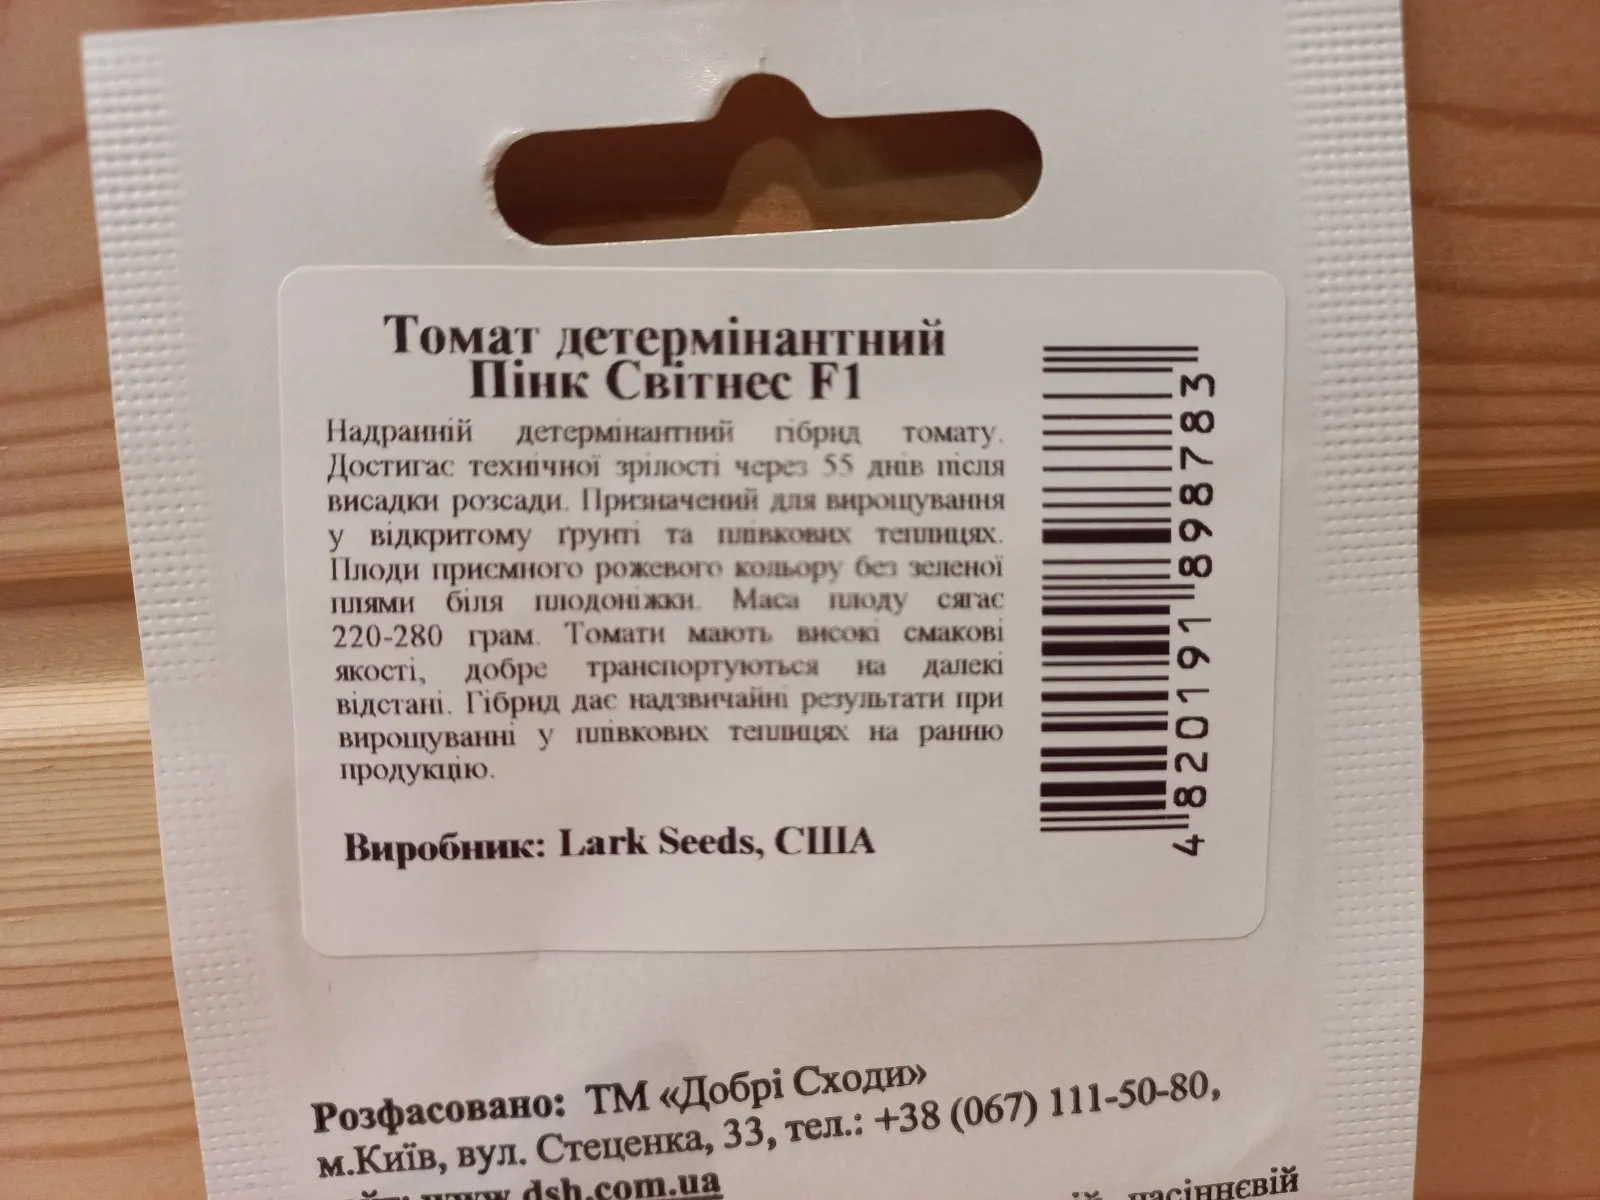 Томат детермінантний
Пінк Світнес F1
Надранній детермінантний гібрид томату.
Достигає технічної зрілості через 55 днів після
висадки розсади. Призначений для вирощування
у відкритому ґрунті та плівкових теплицях.
Плоди приємного рожевого кольору без зеленої
плями біля плодоніжки. Маса плоду сягає
220-280 грам. Томати мають високі смакові
якості, добре транспортуються на далекі
відстані. Гібрид дає надзвичайні результати при
вирощуванні у плівкових теплицях на ранню
продукцію.
Виробник: Lark Seeds, США
4 820191 898783
Розфасовано: ТМ «Добрі Сходи»
м.Київ, вул. Стеценка, 33, тел.: +38 (067) 111-50-80,
www.dsh.com.ua
насіннєвій